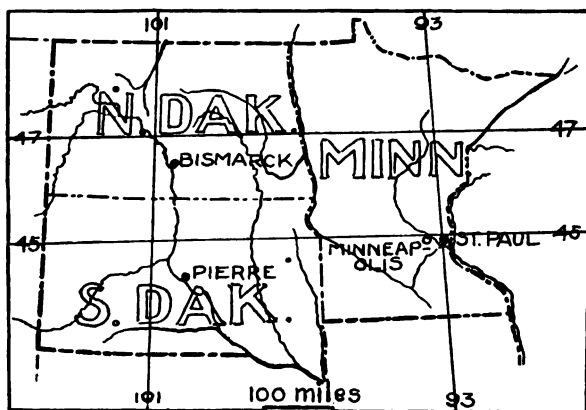 101 93
N. DAK.
47 47
MINN
BISMARCK
45 45
MINNEAP-
OLIS
ST. PAUL
PIERRE
S. DAK.
101 93
100 miles